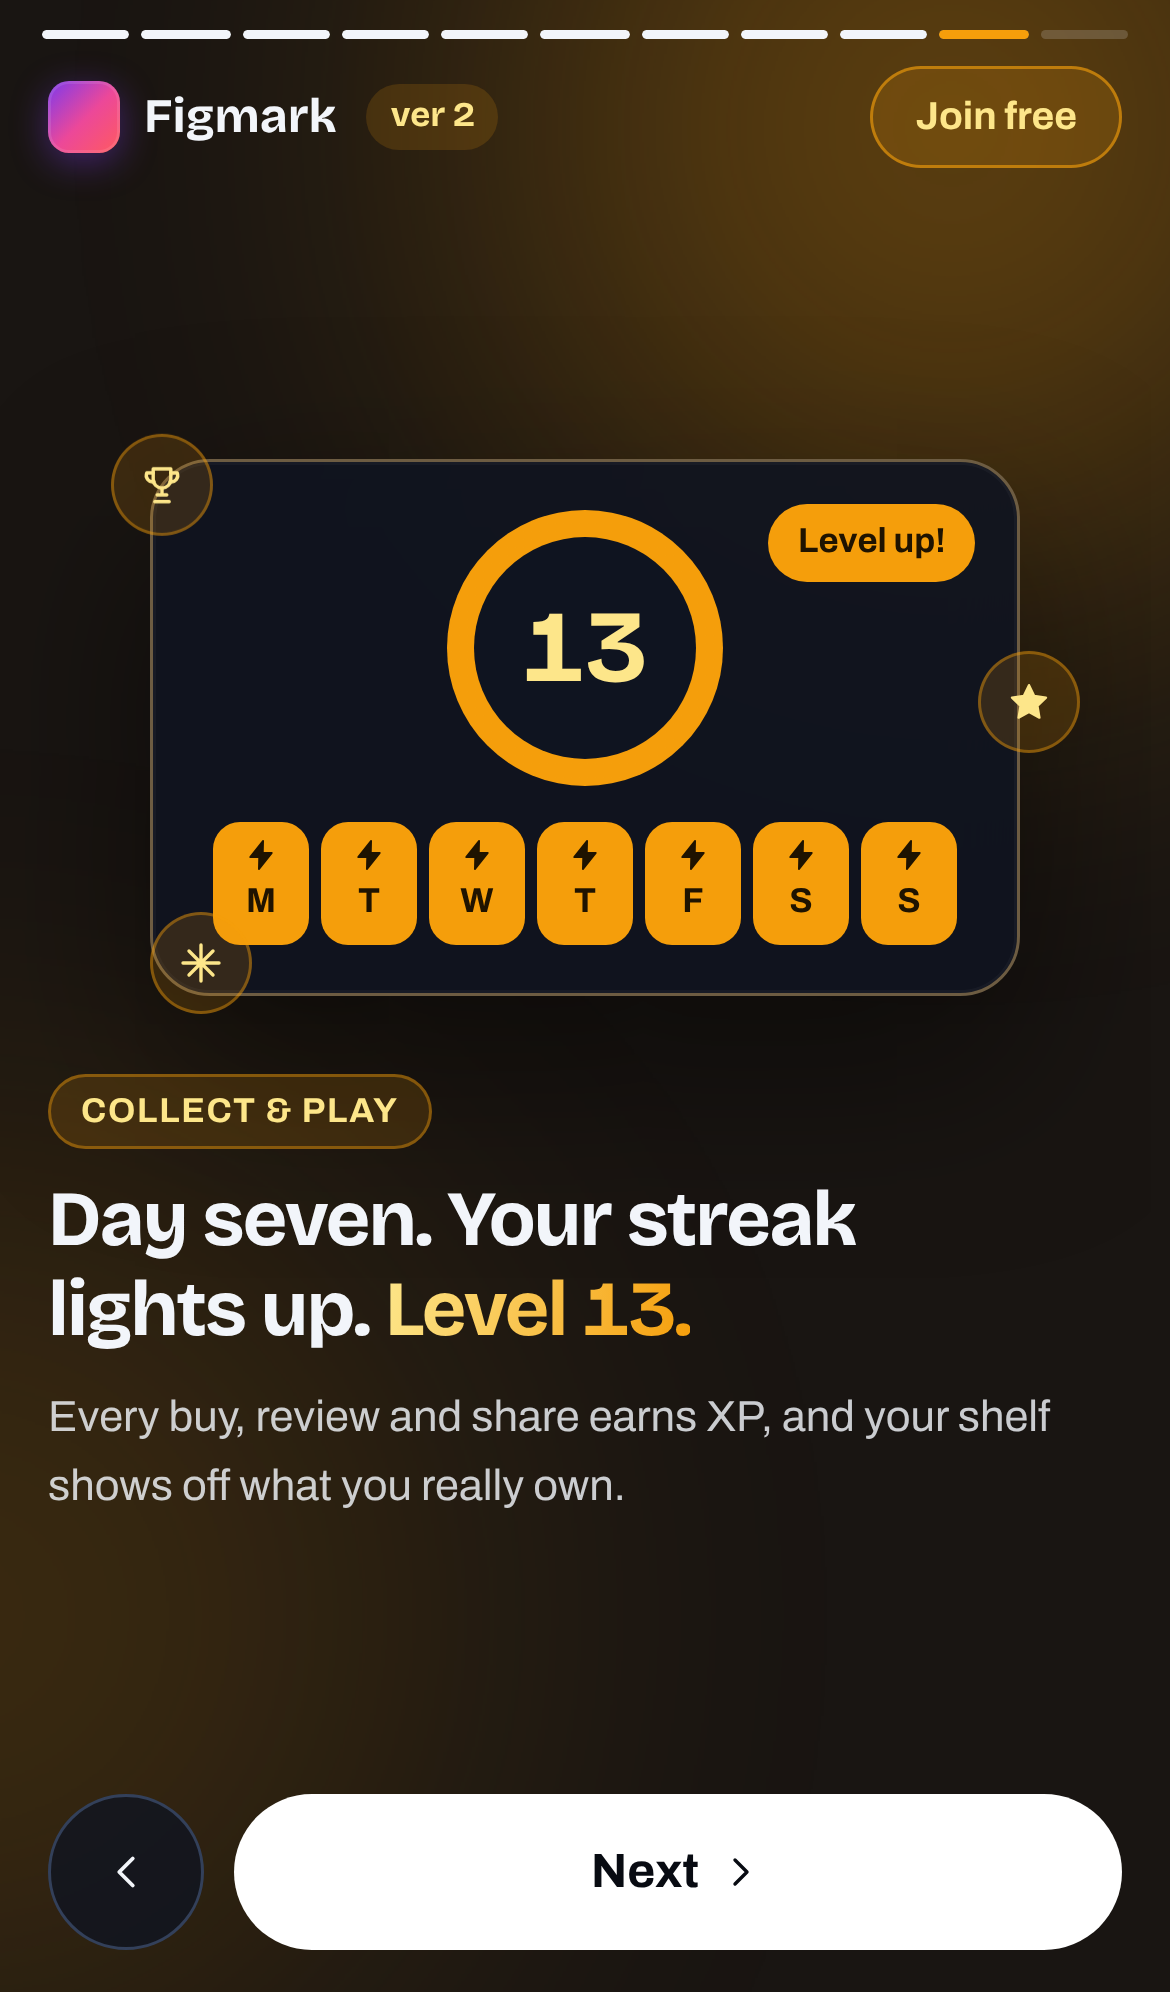 Figmark
ver 2
Join free
Level up!
13
M T W T F S S
COLLECT & PLAY
Day seven. Your streak
lights up. Level 13.
Every buy, review and share earns XP, and your shelf
shows off what you really own.
Next